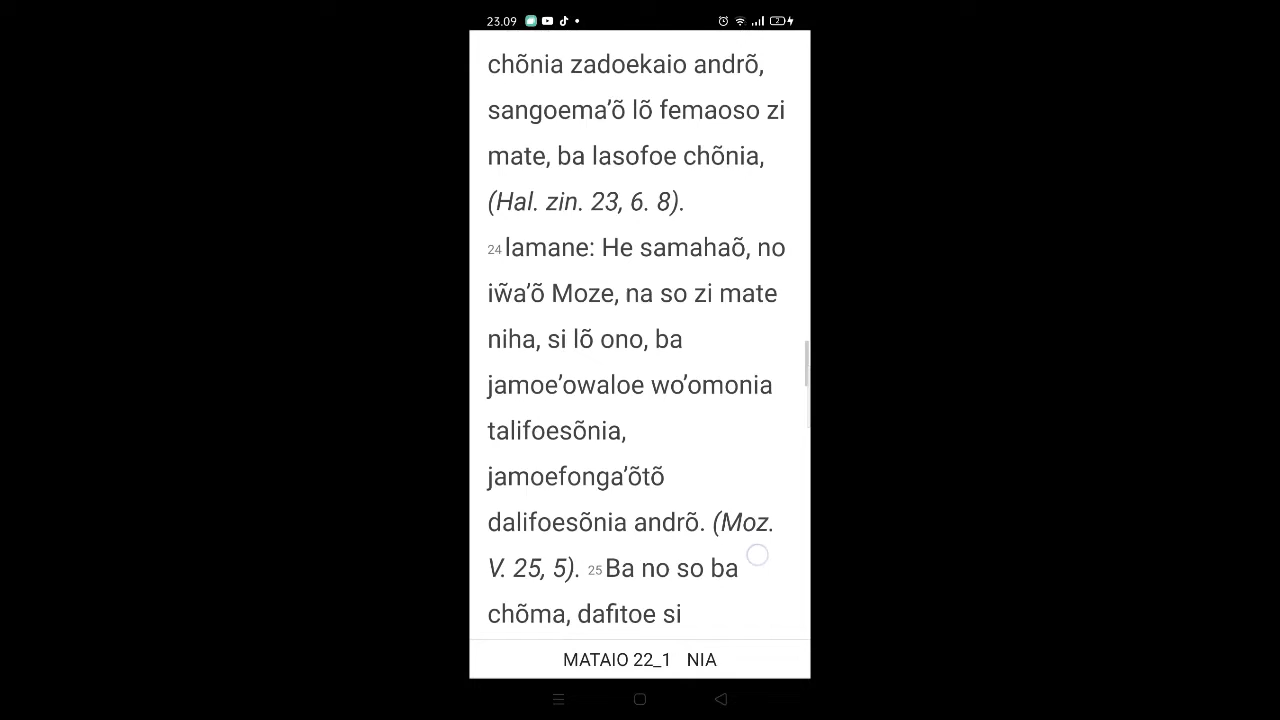 23.09
2
chõnia zadoekaio andrõ,
sangoema’õ lõ femaoso zi
mate, ba lasofoe chõnia,
(Hal. zin. 23, 6. 8).
24 lamane: He samahaõ, no
iw̃a’õ Moze, na so zi mate
niha, si lõ ono, ba
jamoe’owaloe wo’omonia
talifoesõnia,
jamoefonga’õtõ
dalifoesõnia andrõ. (Moz.
V. 25, 5). 25 Ba no so ba
chõma, dafitoe si
MATAIO 22_1 NIA